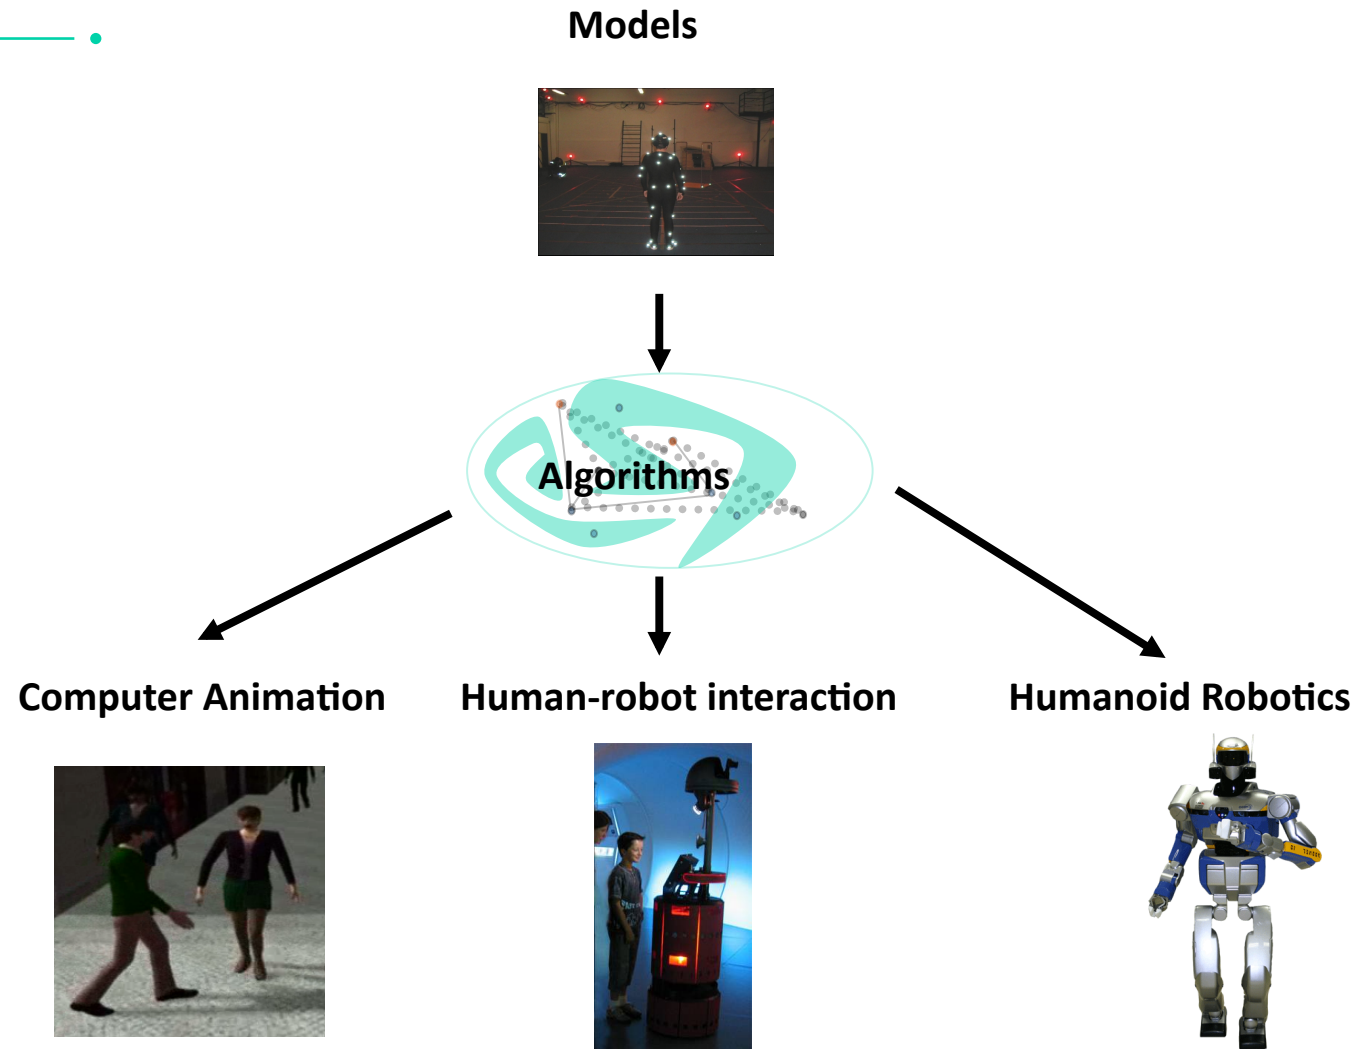 Models
Algorithms
Computer Animation
Human-robot interaction
Humanoid Robotics